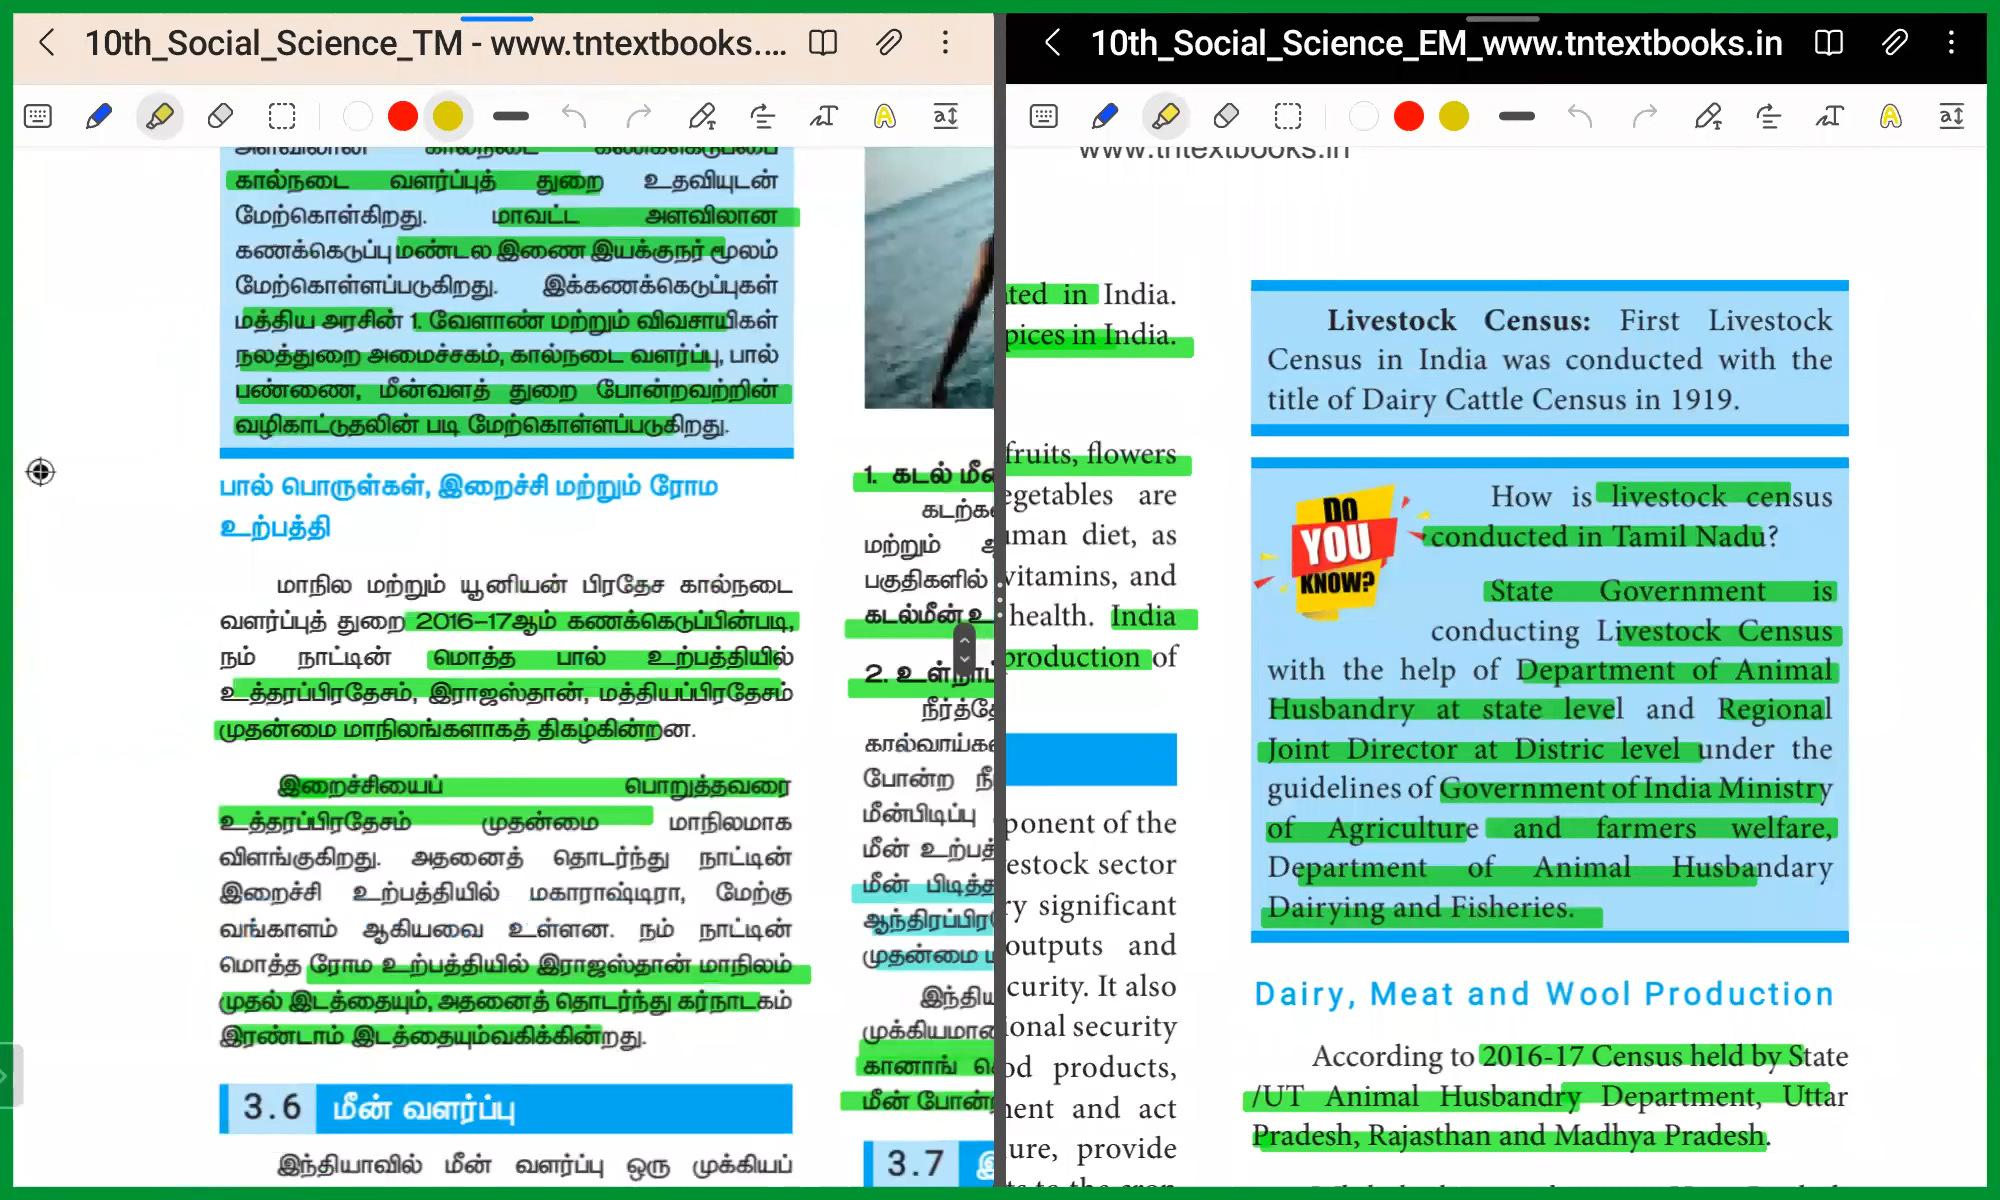 10th_Social_Science_TM - www.tntextbooks....
கால்நடை வளர்ப்புத் துறை உதவியுடன்
மேற்கொள்கிறது. மாவட்ட அளவிலான
கணக்கெடுப்பு மண்டல இணை இயக்குநர் மூலம்
மேற்கொள்ளப்படுகிறது. இக்கணக்கெடுப்புகள்
மத்திய அரசின் 1. வேளாண் மற்றும் விவசாயிகள்
நலத்துறை அமைச்சகம், கால்நடை வளர்ப்பு, பால்
பண்ணை, மீன்வளத் துறை போன்றவற்றின்
வழிகாட்டுதலின் படி மேற்கொள்ளப்படுகிறது.
பால் பொருள்கள், இறைச்சி மற்றும் ரோம
உற்பத்தி
மாநில மற்றும் யூனியன் பிரதேச கால்நடை
வளர்ப்புத் துறை 2016–17ஆம் கணக்கெடுப்பின்படி,
நம் நாட்டின் மொத்த பால் உற்பத்தியில்
உத்தரப்பிரதேசம், இராஜஸ்தான், மத்தியப்பிரதேசம்
முதன்மை மாநிலங்களாகத் திகழ்கின்றன.
இறைச்சியைப் பொறுத்தவரை
உத்தரப்பிரதேசம் முதன்மை மாநிலமாக
விளங்குகிறது. அதனைத் தொடர்ந்து நாட்டின்
இறைச்சி உற்பத்தியில் மகாராஷ்டிரா, மேற்கு
வங்காளம் ஆகியவை உள்ளன. நம் நாட்டின்
மொத்த ரோம உற்பத்தியில் இராஜஸ்தான் மாநிலம்
முதல் இடத்தையும், அதனைத் தொடர்ந்து கர்நாடகம்
இரண்டாம் இடத்தையும்வகிக்கின்றது.
3.6 மீன் வளர்ப்பு
இந்தியாவில் மீன் வளர்ப்பு ஒரு முக்கியப்
1. கடல்
மற்றும்
பகுதிகளில்
கடல்மீன்
2.
போன்ற
மீன்பிடிப்பு
மீன்
மீன்
முதன்மை
கானாங்
மீன்
3.7
10th_Social_Science_EM_www.tntextbooks.in
www.tntextbooks.in
in India.
in India.
fruits, flowers
are
diet, as
vitamins, and
health. India
production of
of the
sector
significant
outputs and
It also
security
products,
and act
provide
Livestock Census: First Livestock
Census in India was conducted with the
title of Dairy Cattle Census in 1919.
DO
YOU
KNOW?
How is livestock census
conducted in Tamil Nadu?
State Government is
conducting Livestock Census
with the help of Department of Animal
Husbandry at state level and Regional
Joint Director at Distric level under the
guidelines of Government of India Ministry
of Agriculture and farmers welfare,
Department of Animal Husbandary
Dairying and Fisheries.
Dairy, Meat and Wool Production
According to 2016-17 Census held by State
/UT Animal Husbandry Department, Uttar
Pradesh, Rajasthan and Madhya Pradesh.